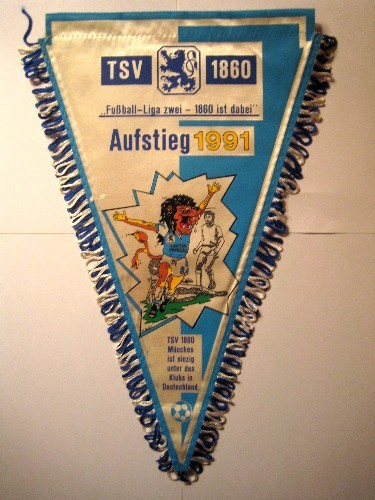 TSV 1860
„Fußball-Liga zwei – 1860 ist dabei"
Aufstieg 1991
TSV 1860
München
ist einzig
unter den
Klubs in
Deutschland